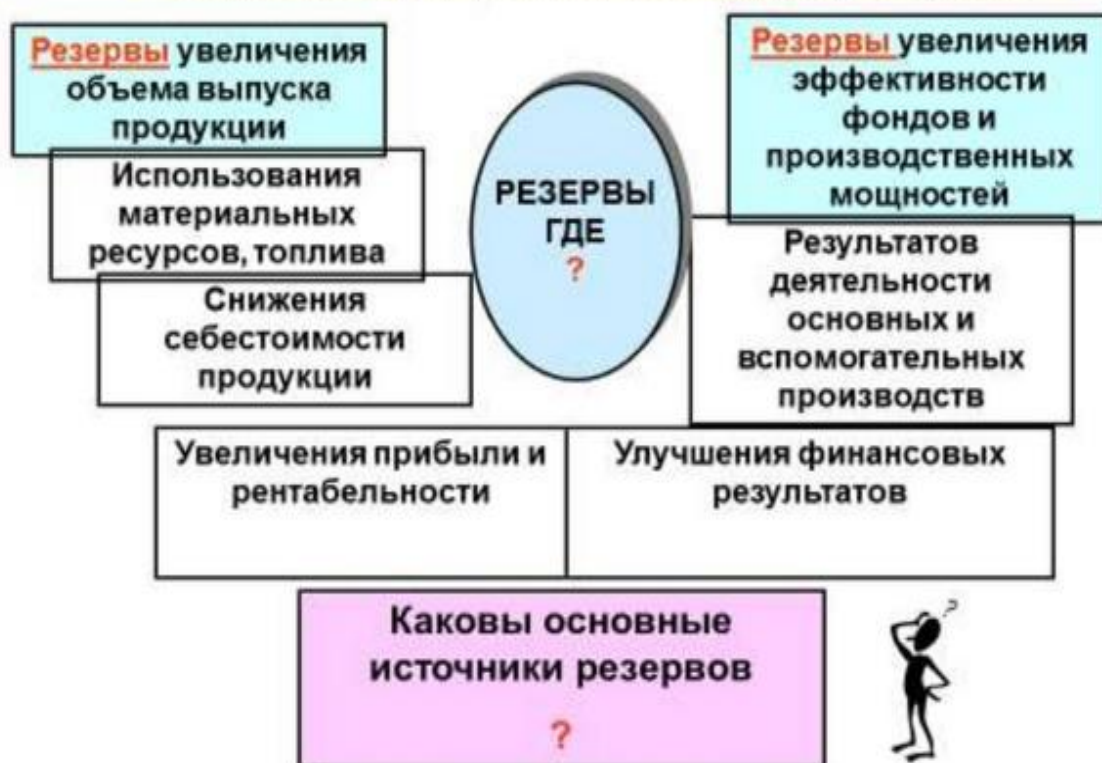 Резервы увеличения
объема выпуска
продукции
Использования
материальных
ресурсов, топлива
Снижения
себестоимости
продукции
РЕЗЕРВЫ
ГДЕ
?
Резервы увеличения
эффективности
фондов и
производственных
мощностей
Результатов
деятельности
основных и
вспомогательных
производств
Увеличения прибыли и
рентабельности
Улучшения финансовых
результатов
Каковы основные
источники резервов
?
?